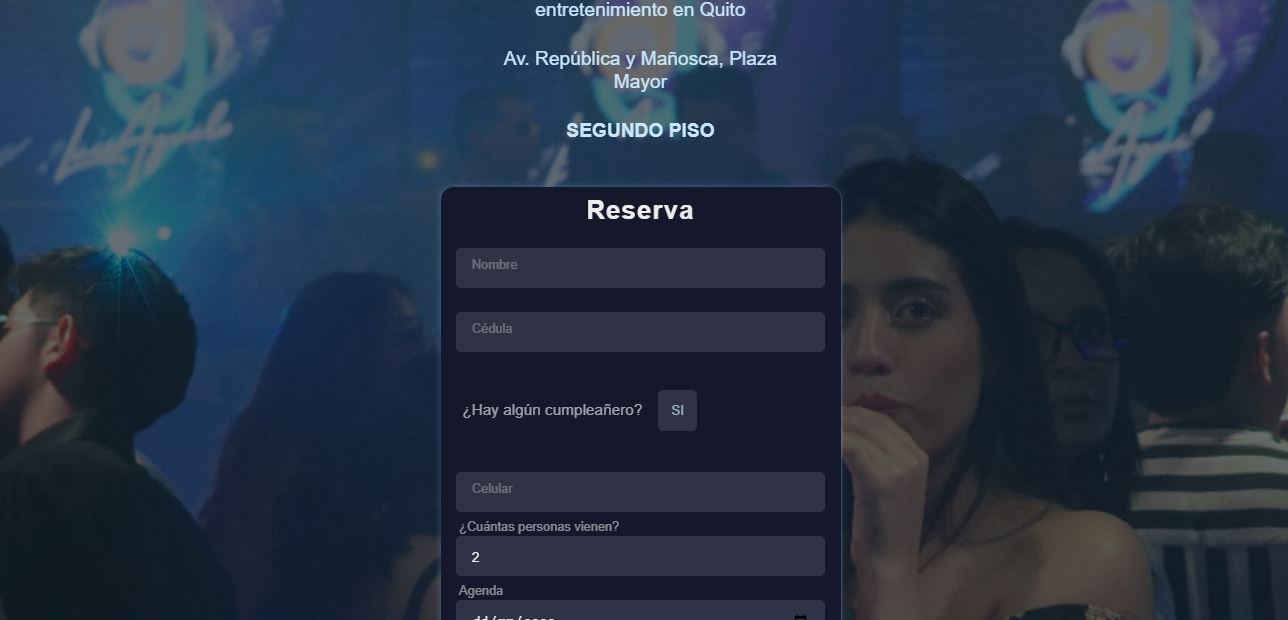 entretenimiento en Quito
Av. República y Mañosca, Plaza
Mayor
SEGUNDO PISO
Reserva
Nombre
Cédula
¿Hay algún cumpleañero? SI
Celular
¿Cuántas personas vienen?
2
Agenda